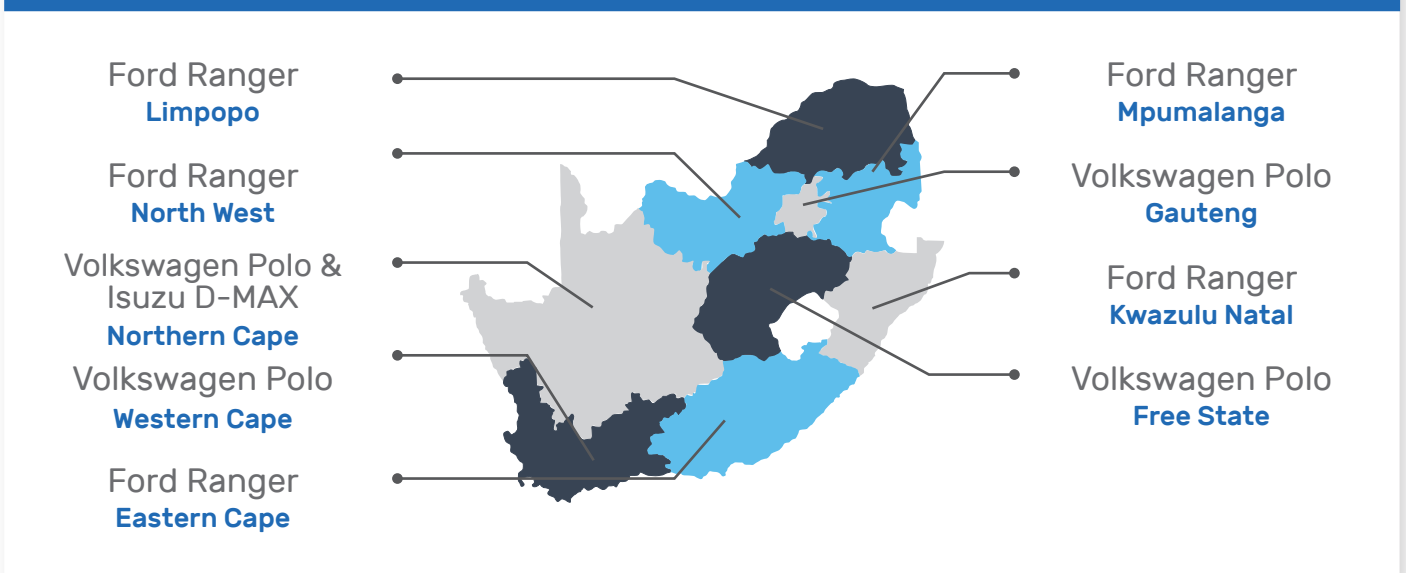 Ford Ranger
Limpopo
Ford Ranger
North West
Volkswagen Polo &
Isuzu D-MAX
Northern Cape
Volkswagen Polo
Western Cape
Ford Ranger
Eastern Cape
Ford Ranger
Mpumalanga
Volkswagen Polo
Gauteng
Ford Ranger
Kwazulu Natal
Volkswagen Polo
Free State